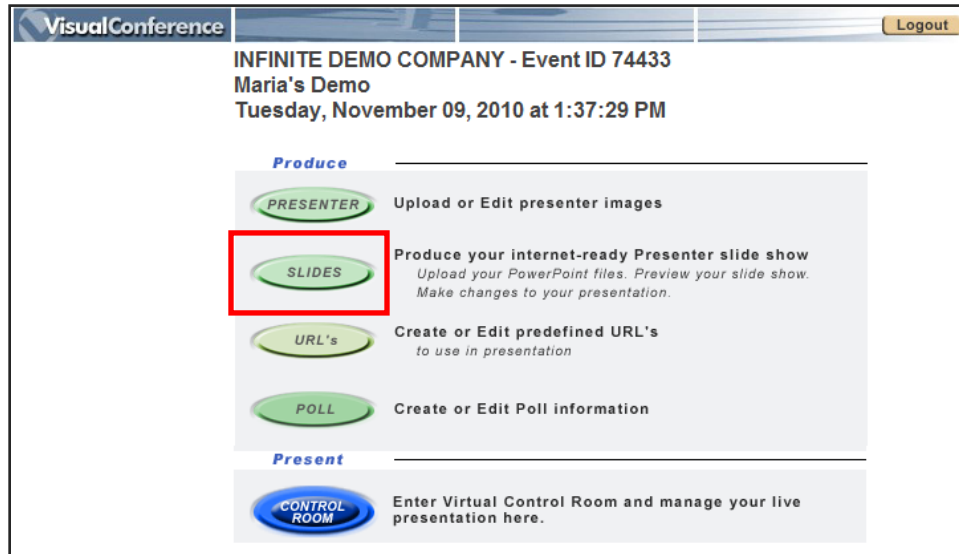 VisualConference
Logout
INFINITE DEMO COMPANY - Event ID 74433
Maria's Demo
Tuesday, November 09, 2010 at 1:37:29 PM
Produce
PRESENTER Upload or Edit presenter images
SLIDES Produce your internet-ready Presenter slide show
Upload your PowerPoint files. Preview your slide show.
Make changes to your presentation.
URL's Create or Edit predefined URL's
to use in presentation
POLL Create or Edit Poll information
Present
CONTROL Enter Virtual Control Room and manage your live
ROOM presentation here.